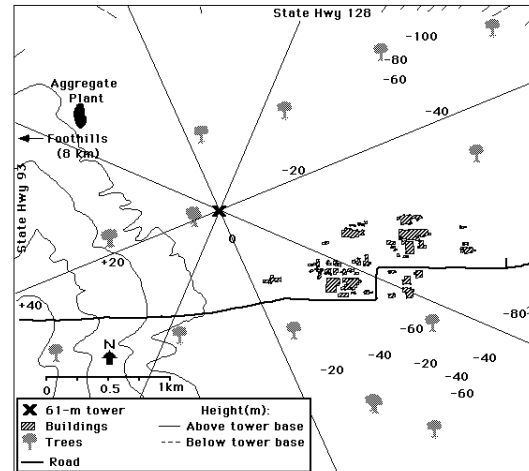 State Hwy 128
-100
-80
-60
Aggregate
Plant
-40
Foothills
(8 km)
-20
State Hwy 93
0
+20
+40
-80
-60
N
-40
-20
-40
-20
-40
-60
0 0.5 1km
61-m tower Height(m):
Buildings Above tower base
Trees Below tower base
Road